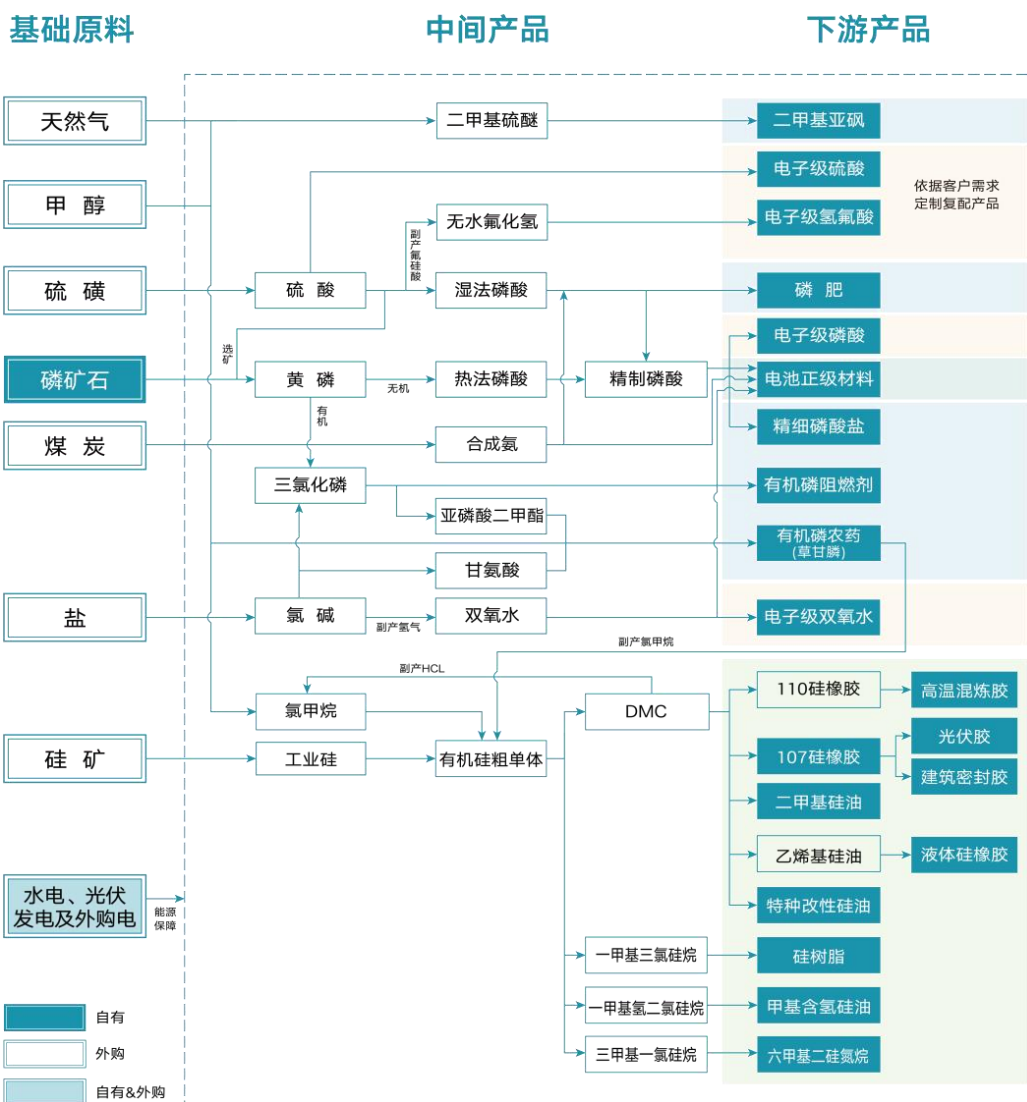 基础原料
中间产品
下游产品
天然气
二甲基硫醚
二甲基亚砜
甲 醇
电子级硫酸
依据客户需求
定制复配产品
无水氟化氢
电子级氢氟酸
副产氟硅酸
硫 磺
硫 酸
湿法磷酸
磷 肥
选矿
电子级磷酸
磷矿石
黄 磷
无机
热法磷酸
精制磷酸
电池正级材料
有机
煤 炭
合成氨
精细磷酸盐
三氯化磷
有机磷阻燃剂
亚磷酸二甲酯
有机磷农药
(草甘膦)
甘氨酸
盐
氯 碱
副产氢气
双氧水
电子级双氧水
副产氯甲烷
副产HCL
氯甲烷
DMC
110硅橡胶
高温混炼胶
硅 矿
工业硅
有机硅粗单体
107硅橡胶
光伏胶
建筑密封胶
二甲基硅油
乙烯基硅油
液体硅橡胶
水电、光伏
发电及外购电
能源
保障
特种改性硅油
一甲基三氯硅烷
硅树脂
一甲基氢二氯硅烷
甲基含氢硅油
三甲基一氯硅烷
六甲基二硅氮烷
自有
外购
自有&外购